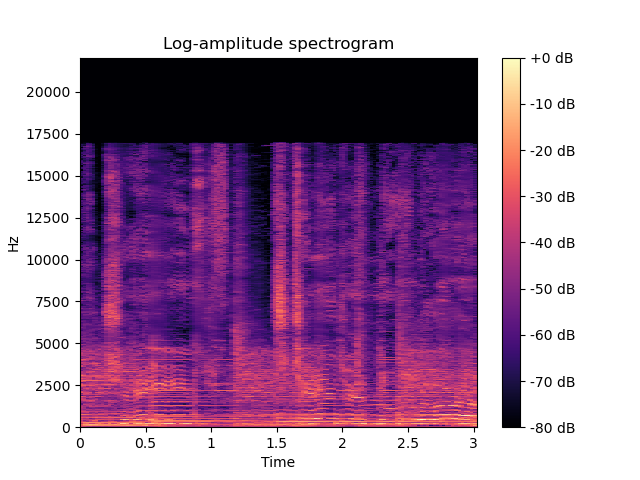 Log-amplitude spectrogram
Hz
20000
17500
15000
12500
10000
7500
5000
2500
0
0 0.5 1 1.5 2 2.5 3
Time
+0 dB
-10 dB
-20 dB
-30 dB
-40 dB
-50 dB
-60 dB
-70 dB
-80 dB